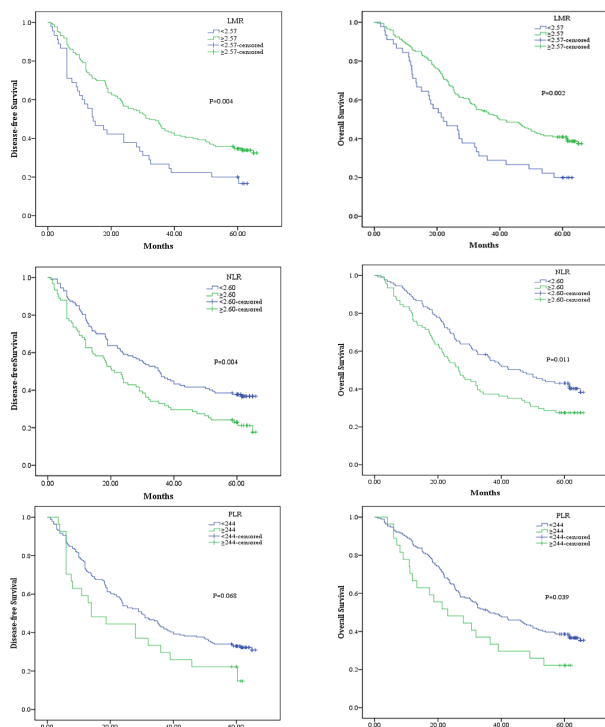 LMR
<2.57
≥2.57
<2.57-censored
≥2.57-censored
P=0.004
Disease-free Survival
1.0
0.8
0.6
0.4
0.2
0.0
0.00 20.00 40.00 60.00
Months
LMR
<2.57
≥2.57
<2.57-censored
≥2.57-censored
P=0.002
Overall Survival
1.0
0.8
0.6
0.4
0.2
0.0
0.00 20.00 40.00 60.00
Months
NLR
<2.60
≥2.60
<2.60-censored
≥2.60-censored
P=0.004
Disease-freeSurvival
1.0
0.8
0.6
0.4
0.2
0.0
0.00 20.00 40.00 60.00
Months
NLR
<2.60
≥2.60
<2.60-censored
≥2.60-censored
P=0.011
Overall Survival
1.0
0.8
0.6
0.4
0.2
0.0
0.00 20.00 40.00 60.00
Months
PLR
<244
≥244
<244-censored
≥244-censored
P=0.068
Disease-free Survival
1.0
0.8
0.6
0.4
0.2
0.0
0.00 20.00 40.00 60.00
PLR
<244
≥244
<244-censored
≥244-censored
P=0.039
Overall Survival
1.0
0.8
0.6
0.4
0.2
0.0
0.00 20.00 40.00 60.00